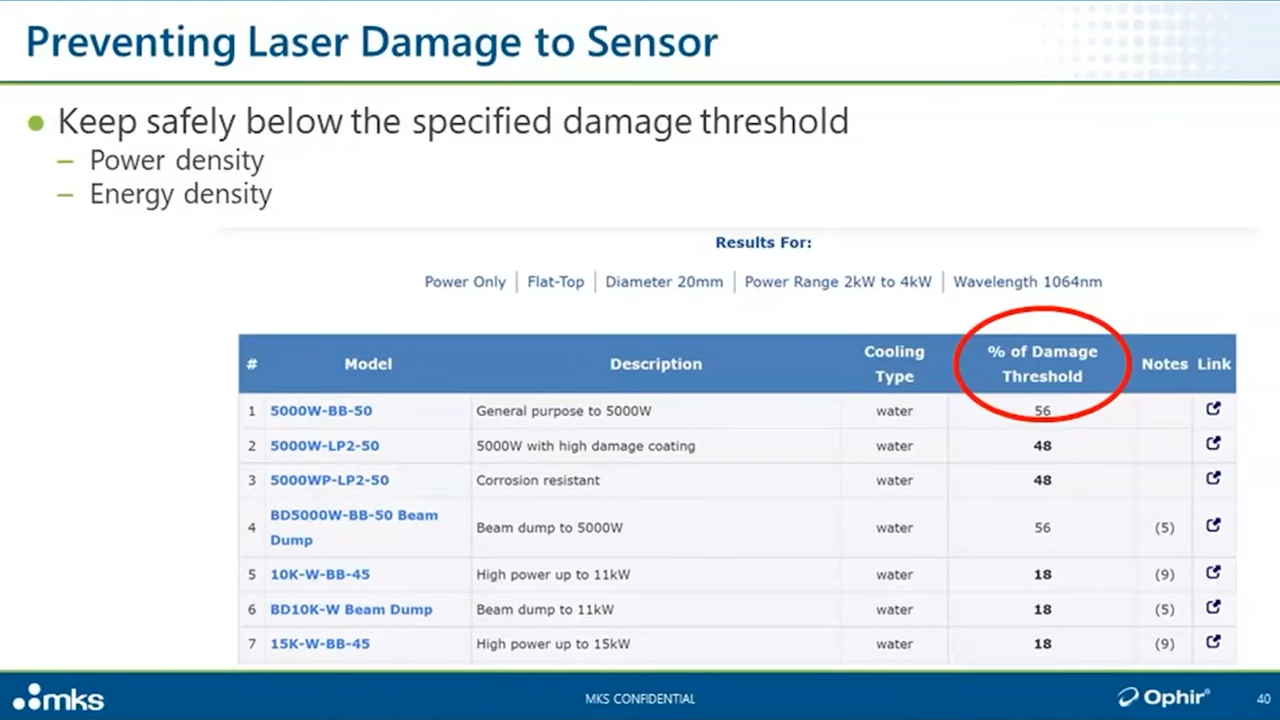 Preventing Laser Damage to Sensor
● Keep safely below the specified damage threshold
– Power density
– Energy density
Results For:
Power Only | Flat-Top | Diameter 20mm | Power Range 2kW to 4kW | Wavelength 1064nm
# Model Description Cooling Type % of Damage Threshold Notes Link
1 5000W-BB-50 General purpose to 5000W water 56
2 5000W-LP2-50 5000W with high damage coating water 48
3 5000WP-LP2-50 Corrosion resistant water 48
4 BD5000W-BB-50 Beam Dump Beam dump to 5000W water 56 (5)
5 10K-W-BB-45 High power up to 11kW water 18 (9)
6 BD10K-W Beam Dump Beam dump to 11kW water 18 (5)
7 15K-W-BB-45 High power up to 15kW water 18 (9)
mks MKS CONFIDENTIAL Ophir® 40